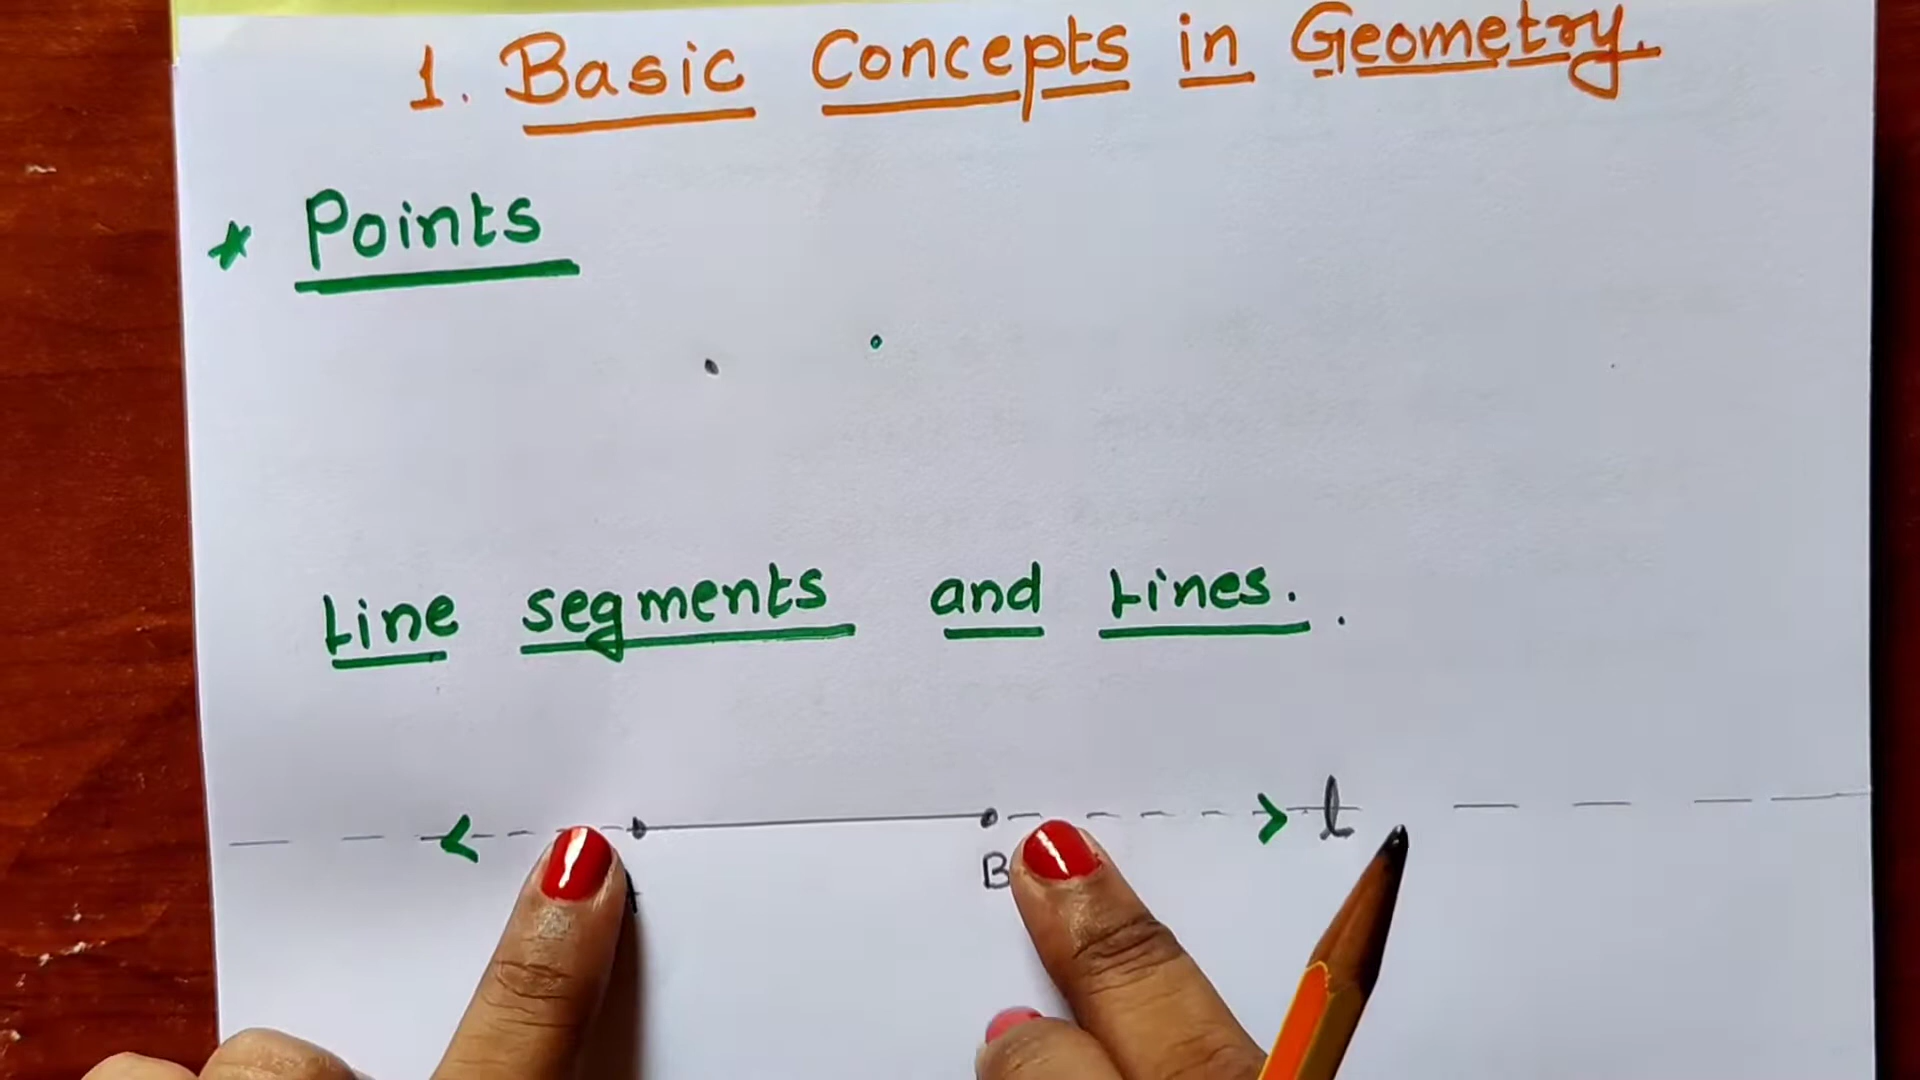 1. Basic Concepts in Geometry.
* Points
Line segments and Lines.
l
B